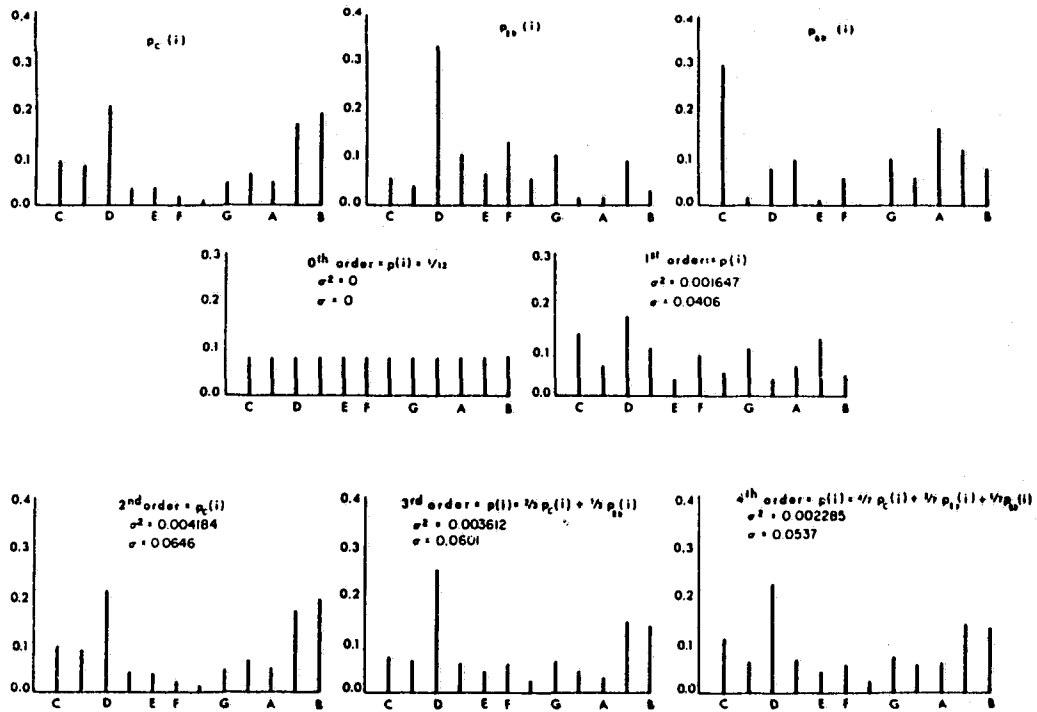 p_C (i)
0.4
0.3
0.2
0.1
0.0
C D E F G A B
0.4
0.3
0.2
0.1
0.0
C D E F G A B
(i)
0.4
0.3
0.2
0.1
0.0
C D E F G A B
(i)
0th order = p(i) = 1/12
σ² = 0
σ = 0
0.3
0.2
0.1
0.0
C D E F G A B
1st order = p(i)
σ² = 0.001647
σ = 0.0406
0.3
0.2
0.1
0.0
C D E F G A B
2nd order = p_C(i)
σ² = 0.004184
σ = 0.0646
0.4
0.3
0.2
0.1
0.0
C D E F G A B
3rd order = p(i) = 2/3 p_C(i) + 1/3 (i)
σ² = 0.003612
σ = 0.0601
0.4
0.3
0.2
0.1
0.0
C D E F G A B
4th order = p(i) = 4/7 p_C(i) + (i) + 1/7 (i)
σ² = 0.002285
σ = 0.0537
0.4
0.3
0.2
0.1
0.0
C D E F G A B